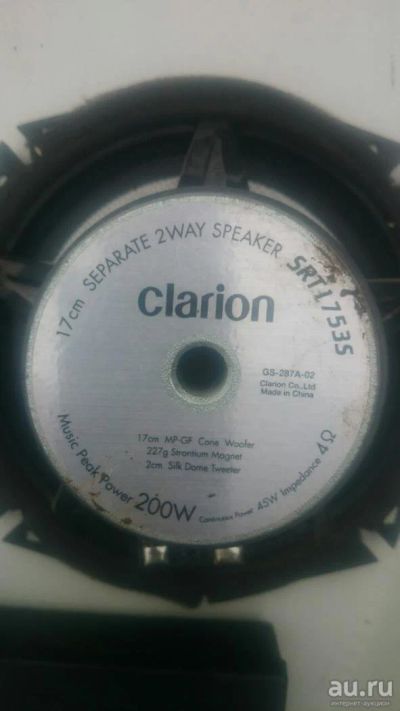 17cm SEPARATE 2WAY SPEAKER SRT1753S
Clarion
GS-287A-02
Clarion Co.,Ltd
Made in China
17cm MP-GF Cone Woofer
227g Strontium Magnet
2cm Silk Dome Tweeter
Music Peak Power 200W Continuous Power 45W Impedance 4Ω
au.ru
интернет-аукцион